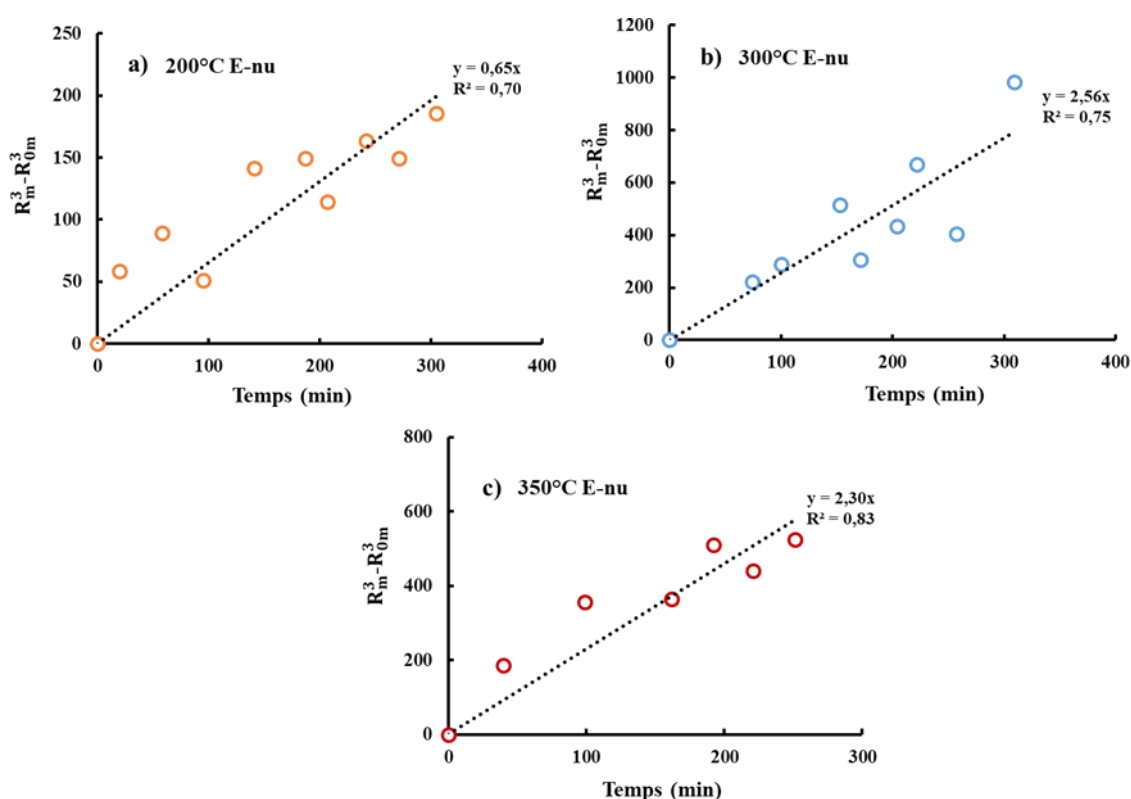 a) 200°C E-nu
y = 0,65x
R² = 0,70
250
200
150
100
50
0
R³ₘ-R³₀ₘ
0 100 200 300 400
Temps (min)
b) 300°C E-nu
y = 2,56x
R² = 0,75
1000
800
600
400
200
0
R³ₘ-R³₀ₘ
0 100 200 300 400
Temps (min)
c) 350°C E-nu
y = 2,30x
R² = 0,83
800
600
400
200
0
R³ₘ-R³₀ₘ
0 100 200 300
Temps (min)